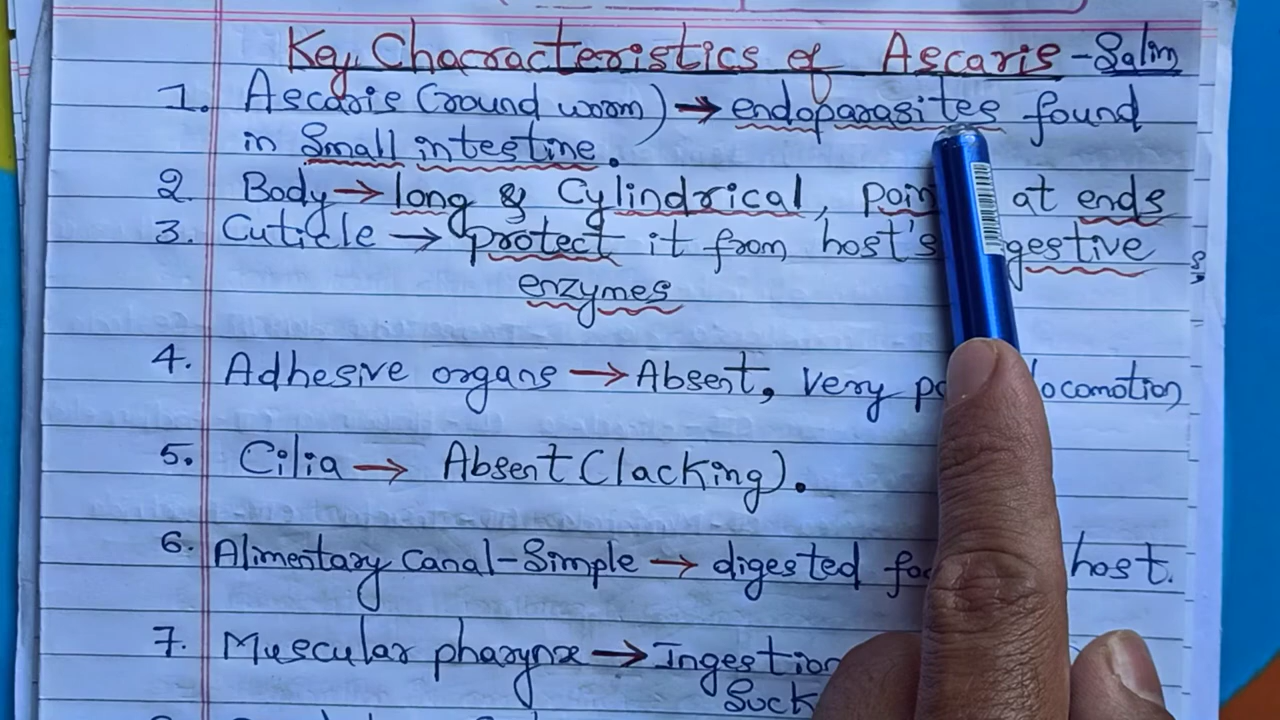 Key Characteristics of Ascaris - Salim
1. Ascaris (round worm) → endoparasites found
in Small intestine.
2. Body → long & Cylindrical, at ends
3. Cuticle → protect it from host's
enzymes
4. Adhesive organs → Absent, Very locomotion
5. Cilia → Absent (lacking).
6. Alimentary Canal - Simple → digested host.
7. Muscular pharynx → Ingestion